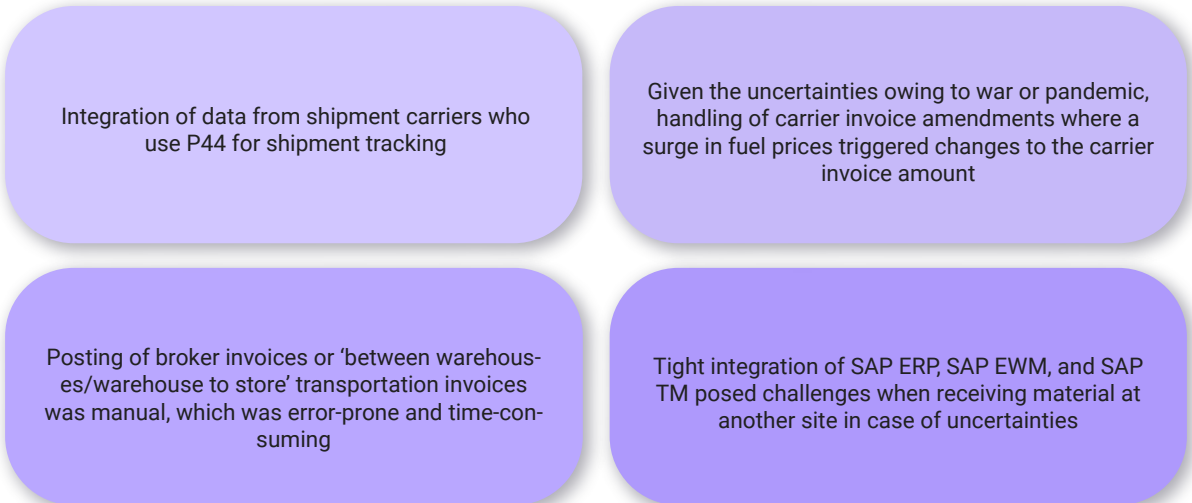 Integration of data from shipment carriers who
use P44 for shipment tracking
Given the uncertainties owing to war or pandemic,
handling of carrier invoice amendments where a
surge in fuel prices triggered changes to the carrier
invoice amount
Posting of broker invoices or ‘between warehous-
es/warehouse to store’ transportation invoices
was manual, which was error-prone and time-con-
suming
Tight integration of SAP ERP, SAP EWM, and SAP
TM posed challenges when receiving material at
another site in case of uncertainties